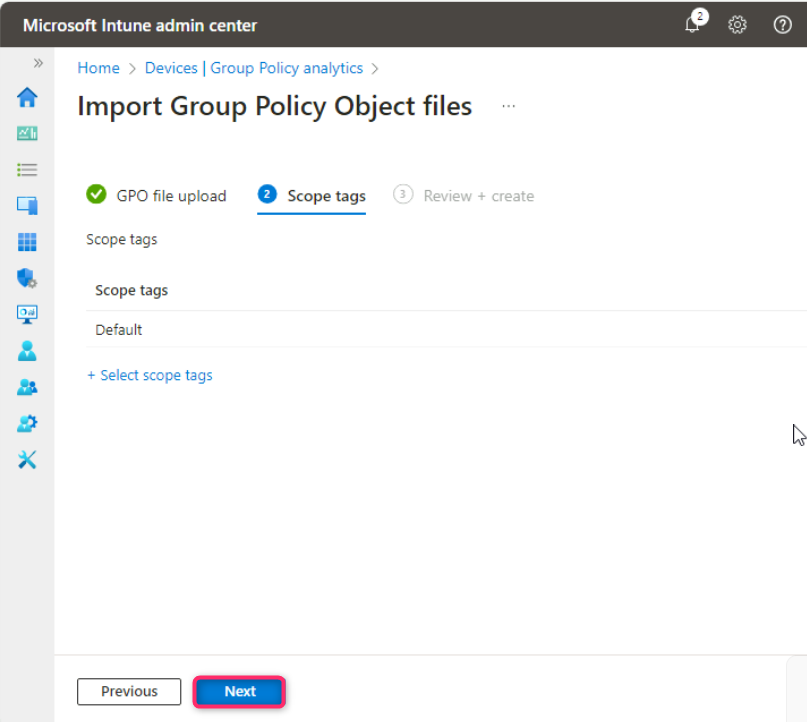 Microsoft Intune admin center
2
?
»
Home > Devices | Group Policy analytics >
Import Group Policy Object files ...
GPO file upload
2 Scope tags
3 Review + create
Scope tags
Scope tags
Default
+ Select scope tags
Previous
Next